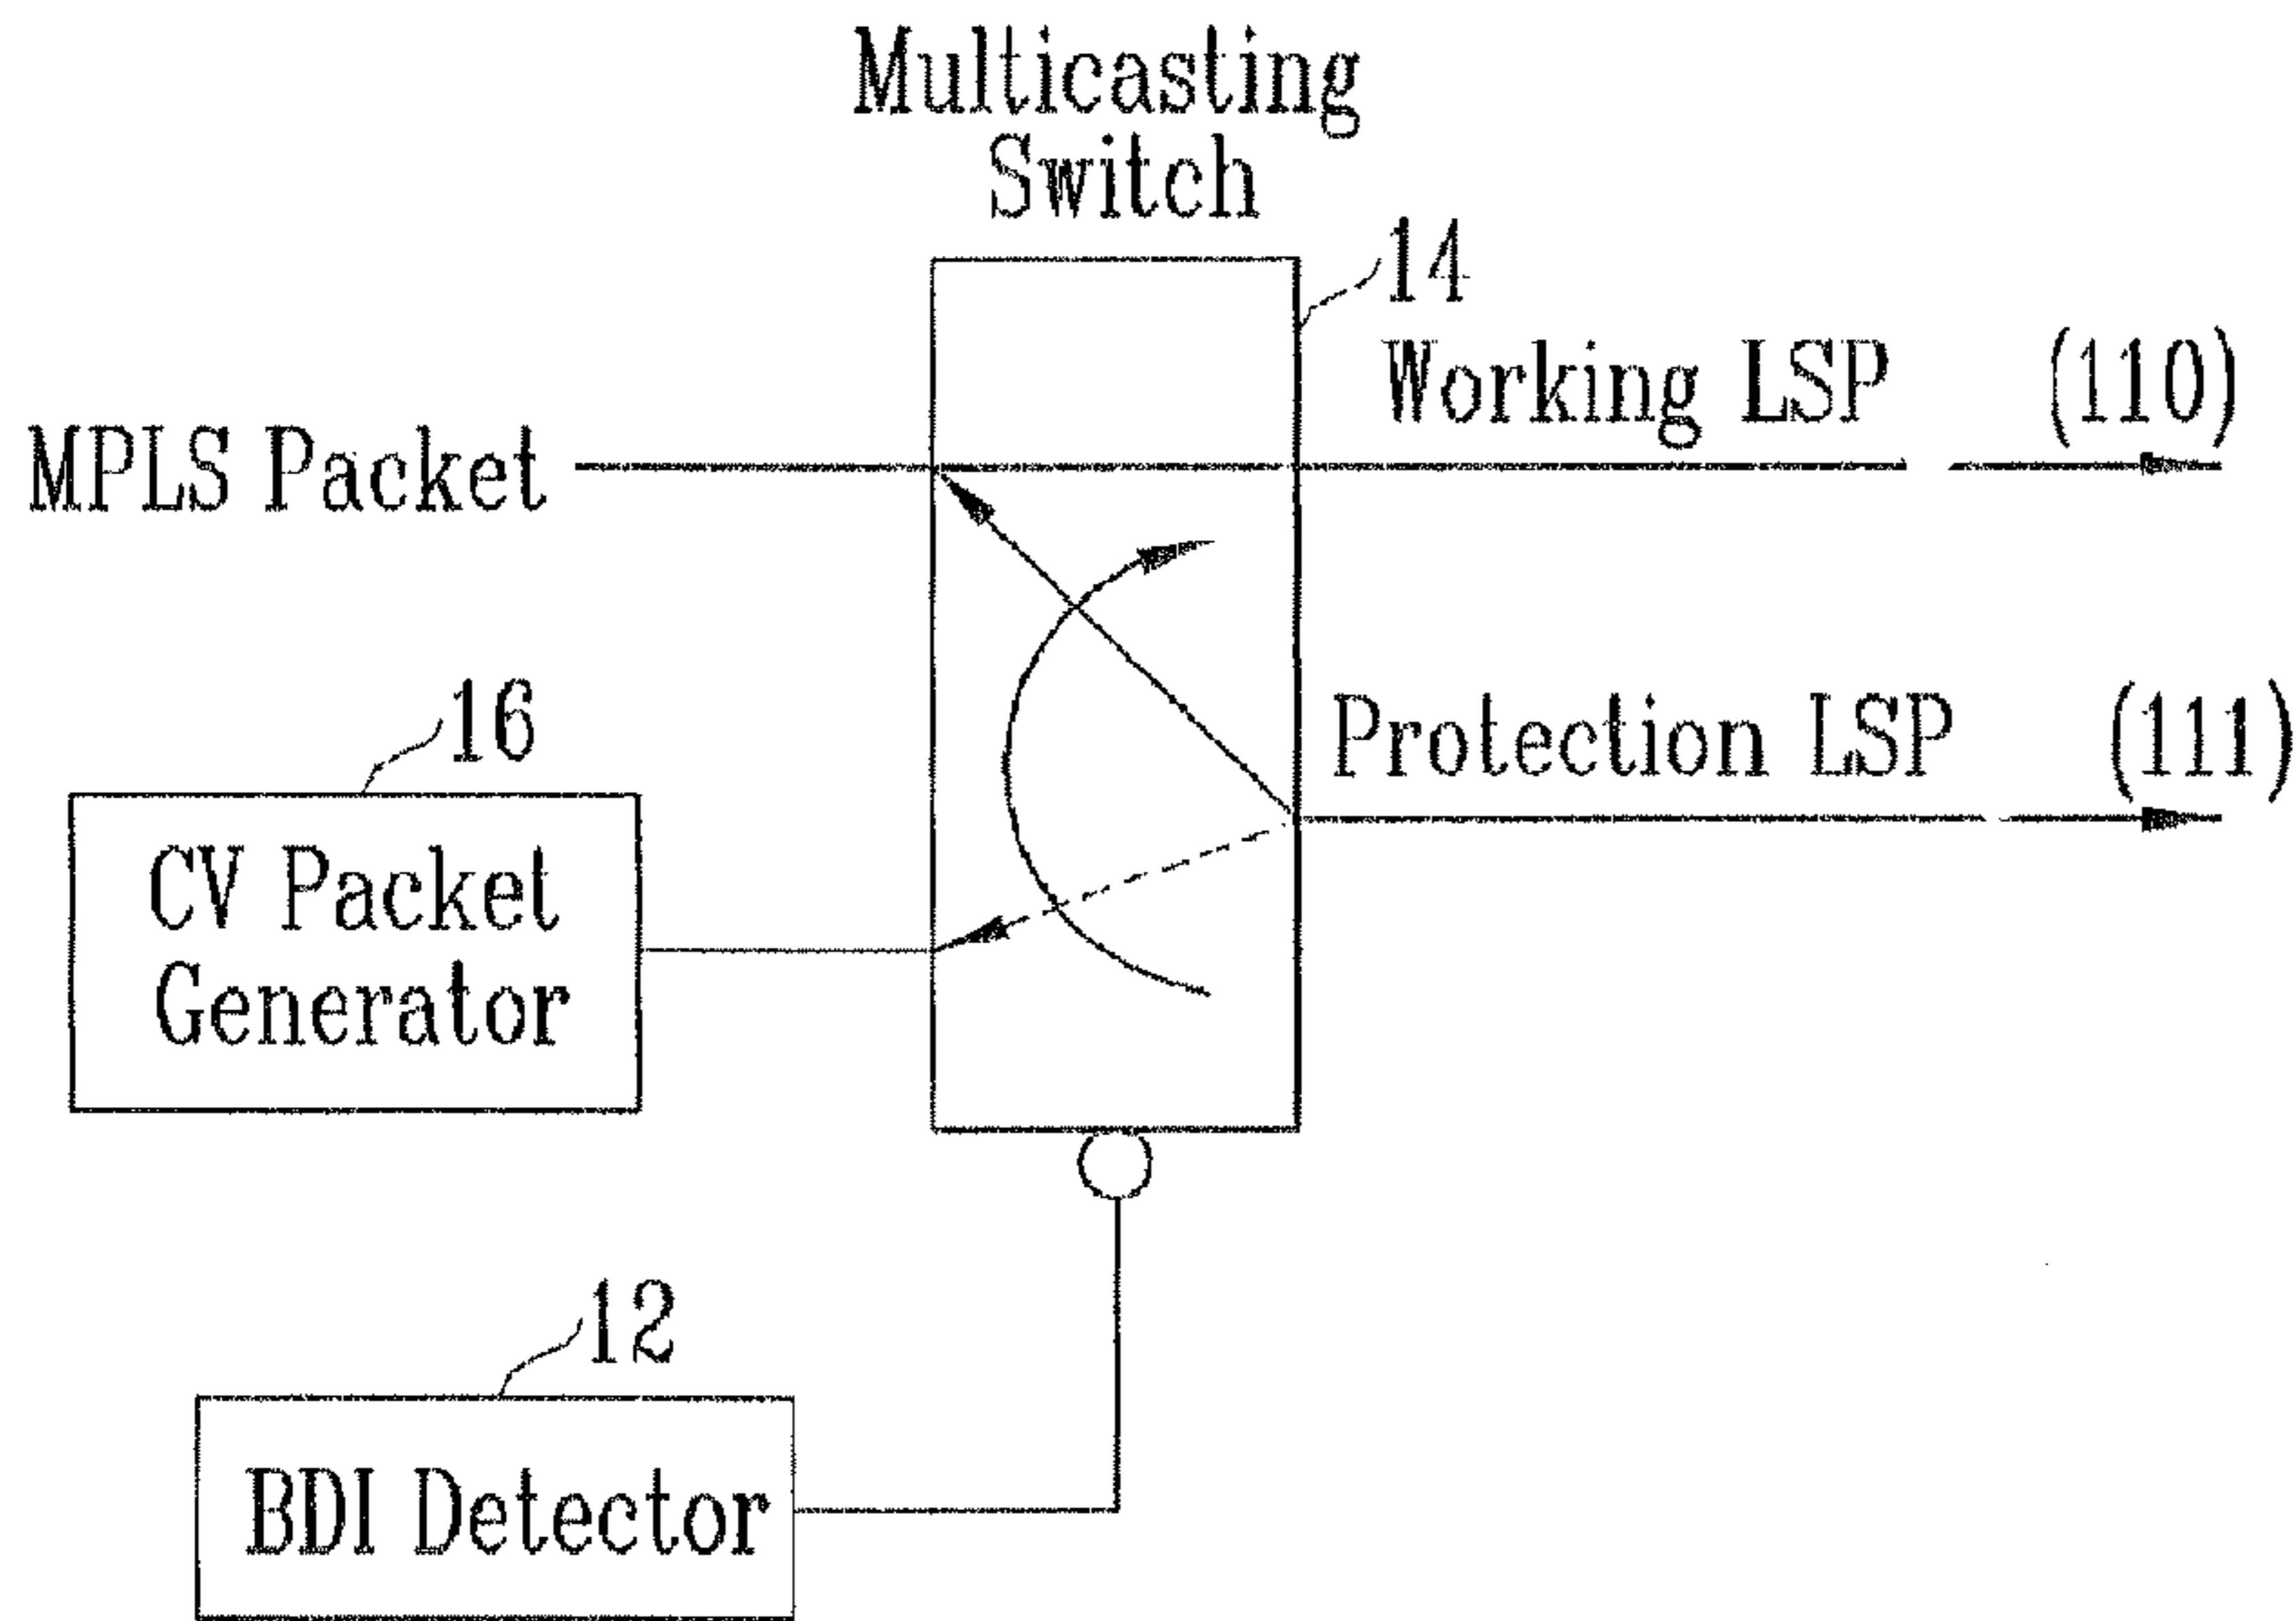 Multicasting
Switch
14
Working LSP (110)
MPLS Packet
16
Protection LSP (111)
CV Packet
Generator
12
BDI Detector